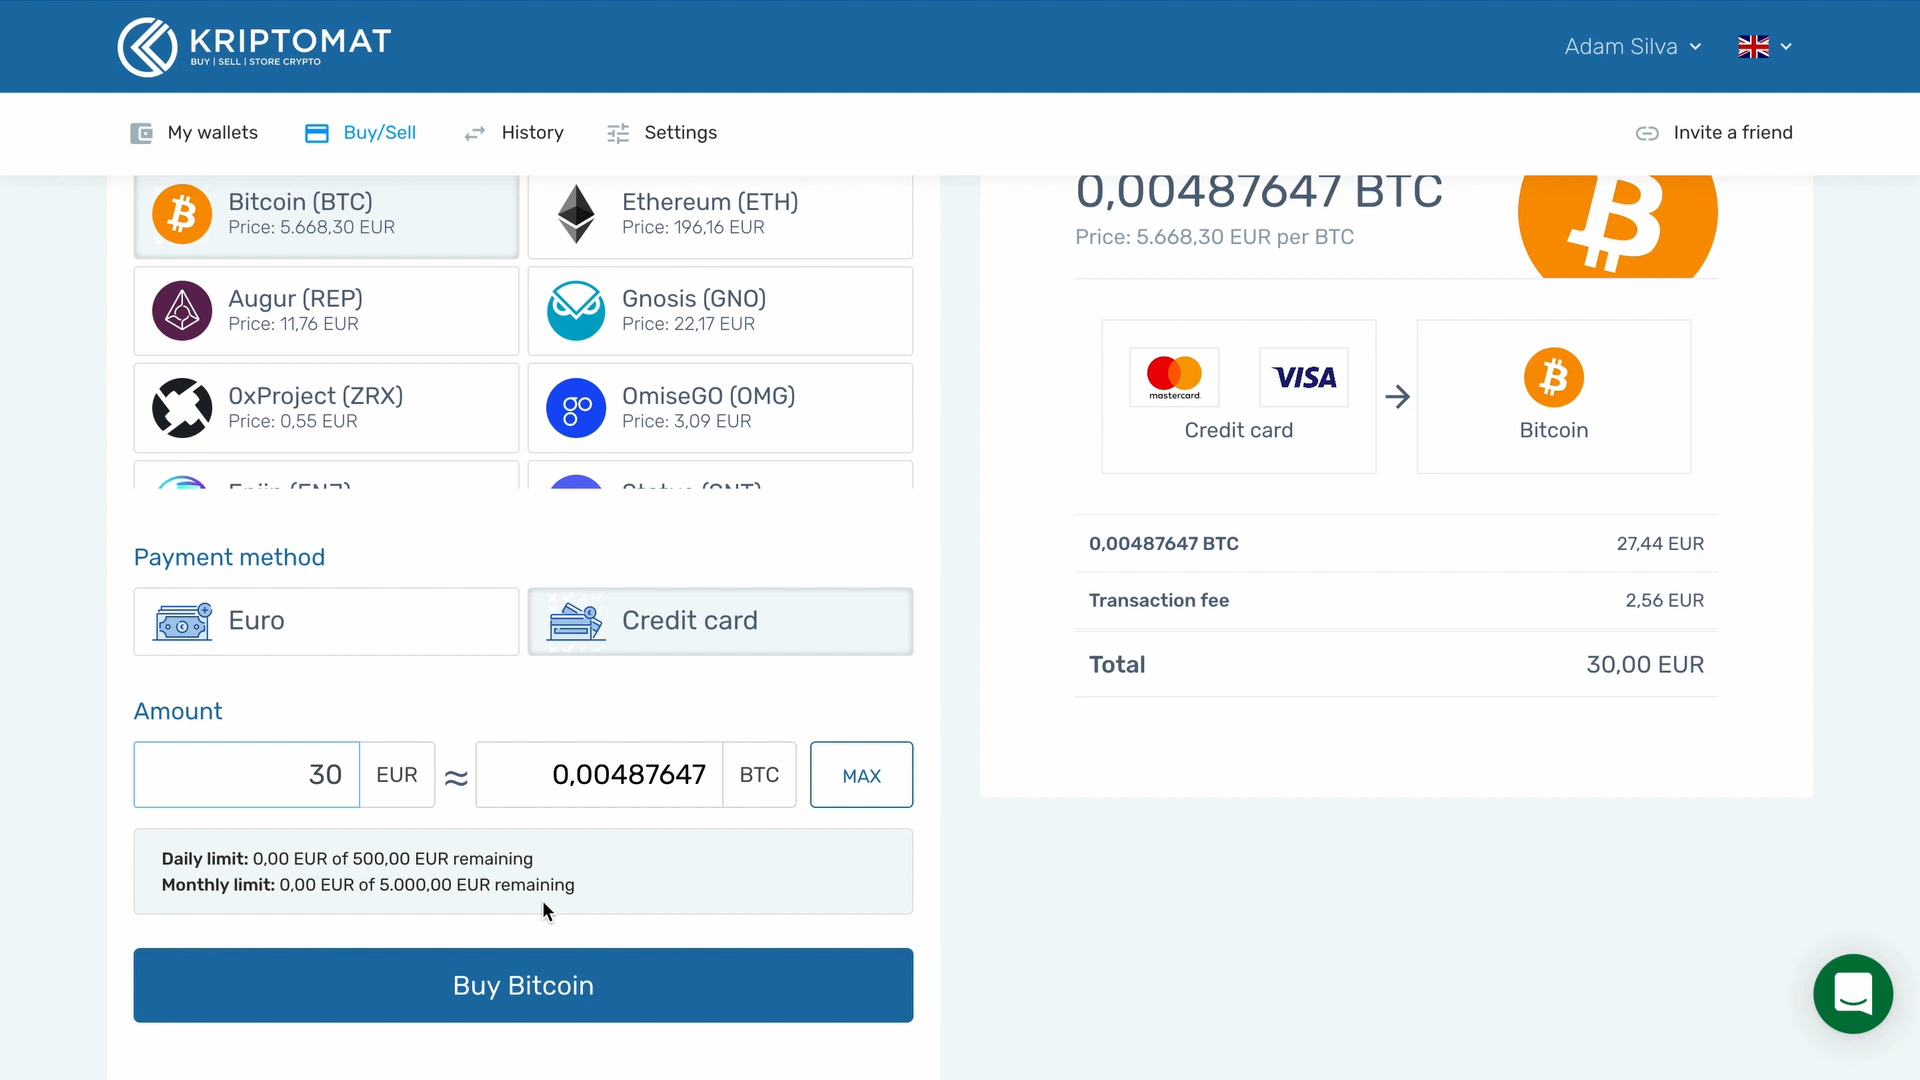 KRIPTOMAT
BUY | SELL | STORE CRYPTO
Adam Silva
My wallets
Buy/Sell
History
Settings
Invite a friend
Bitcoin (BTC)
Price: 5.668,30 EUR
Ethereum (ETH)
Price: 196,16 EUR
Augur (REP)
Price: 11,76 EUR
Gnosis (GNO)
Price: 22,17 EUR
0xProject (ZRX)
Price: 0,55 EUR
OmiseGO (OMG)
Price: 3,09 EUR
Payment method
Euro
Credit card
Amount
30 EUR ≈ 0,00487647 BTC MAX
Daily limit: 0,00 EUR of 500,00 EUR remaining
Monthly limit: 0,00 EUR of 5.000,00 EUR remaining
Buy Bitcoin
0,00487647 BTC
Price: 5.668,30 EUR per BTC
mastercard.
VISA
Credit card
Bitcoin
0,00487647 BTC 27,44 EUR
Transaction fee 2,56 EUR
Total 30,00 EUR